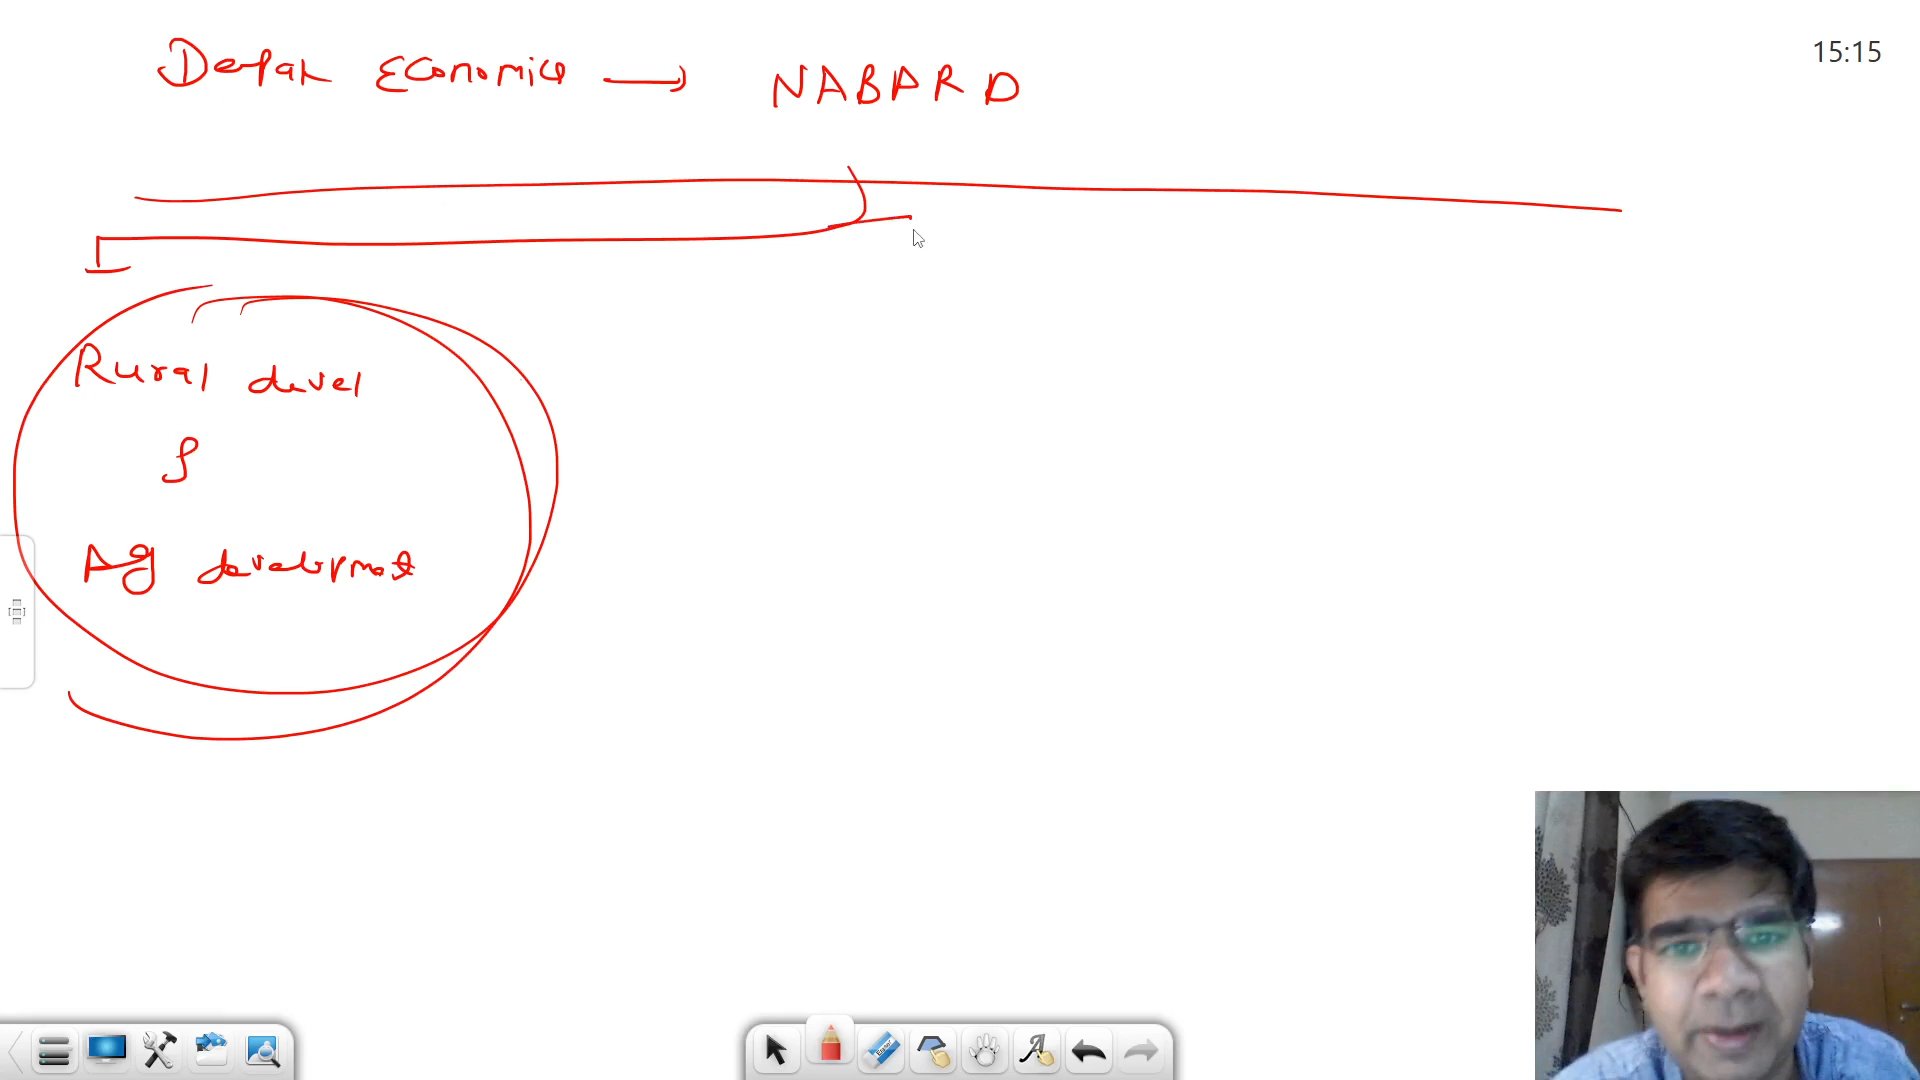 Deepak Economics → NABARD
15:15
Rural devel
&
Ag development